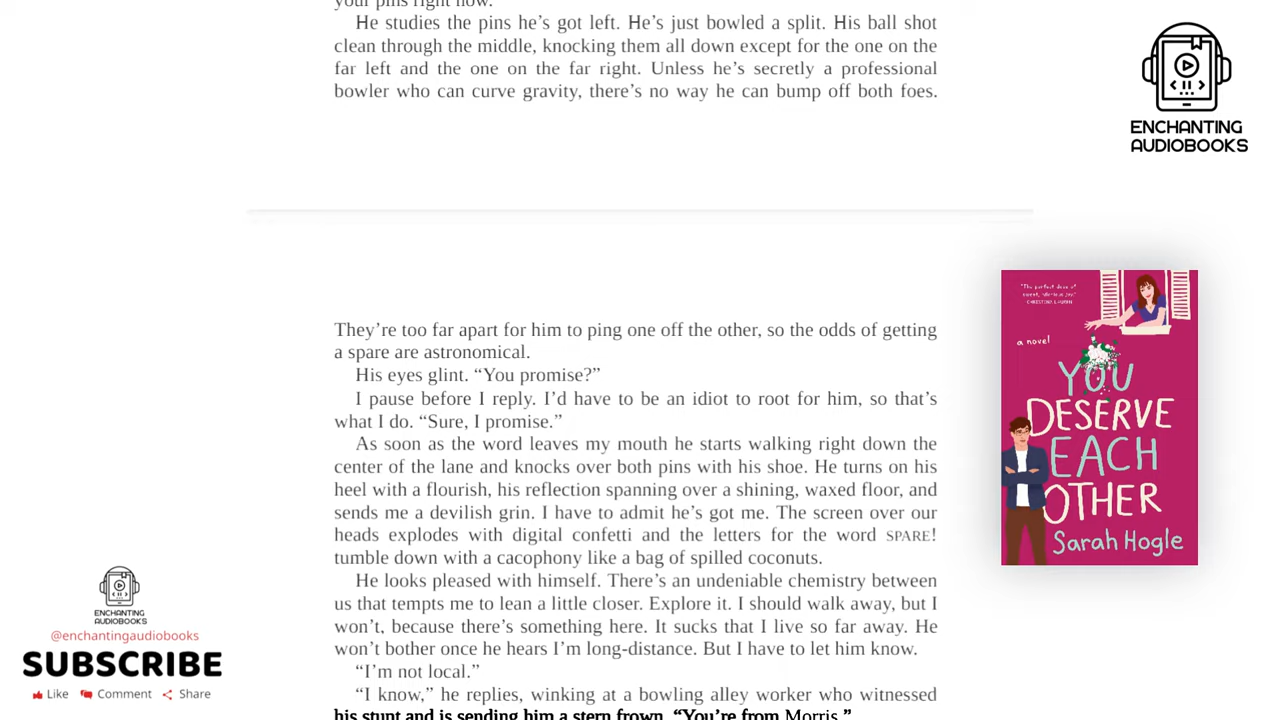 your pins right now.
He studies the pins he’s got left. He’s just bowled a split. His ball shot
clean through the middle, knocking them all down except for the one on the
far left and the one on the far right. Unless he’s secretly a professional
bowler who can curve gravity, there’s no way he can bump off both foes.
They’re too far apart for him to ping one off the other, so the odds of getting
a spare are astronomical.
His eyes glint. “You promise?”
I pause before I reply. I’d have to be an idiot to root for him, so that’s
what I do. “Sure, I promise.”
As soon as the word leaves my mouth he starts walking right down the
center of the lane and knocks over both pins with his shoe. He turns on his
heel with a flourish, his reflection spanning over a shining, waxed floor, and
sends me a devilish grin. I have to admit he’s got me. The screen over our
heads explodes with digital confetti and the letters for the word SPARE!
tumble down with a cacophony like a bag of spilled coconuts.
He looks pleased with himself. There’s an undeniable chemistry between
us that tempts me to lean a little closer. Explore it. I should walk away, but I
won’t, because there’s something here. It sucks that I live so far away. He
won’t bother once he hears I’m long-distance. But I have to let him know.
“I’m not local.”
“I know,” he replies, winking at a bowling alley worker who witnessed
his stunt and is sending him a stern frown. “You’re from Morris.”
ENCHANTING
AUDIOBOOKS
a novel
YOU
DESERVE
EACH
OTHER
Sarah Hogle
ENCHANTING
AUDIOBOOKS
@enchantingaudiobooks
SUBSCRIBE
Like Comment Share